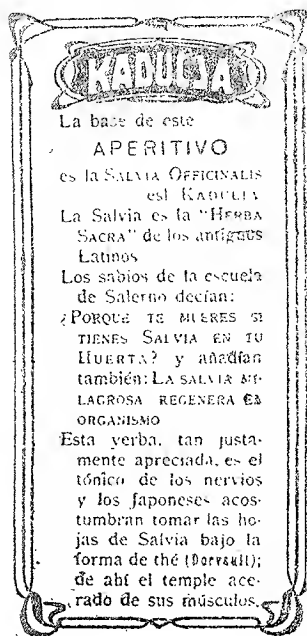 KADULIA
La base de este
APERITIVO
es la SALVIA OFFICINALIS
est KADULIA
La Salvia es la "HERBA
SACRA" de los antiguos
Latinos
Los sabios de la escuela
de Salerno decían:
¿PORQUE TE MUERES SI
TIENES SALVIA EN TU
HUERTA? y añadían
también: LA SALVIA MI-
LAGROSA REGENERA EL
ORGANISMO
Esta yerba, tan justa-
mente apreciada, es el
tónico de los nervios
y los Japoneses acos-
tumbran tomar las ho-
jas de Salvia bajo la
forma de thé (Dorvault);
de ahí el temple ace-
rado de sus músculos.